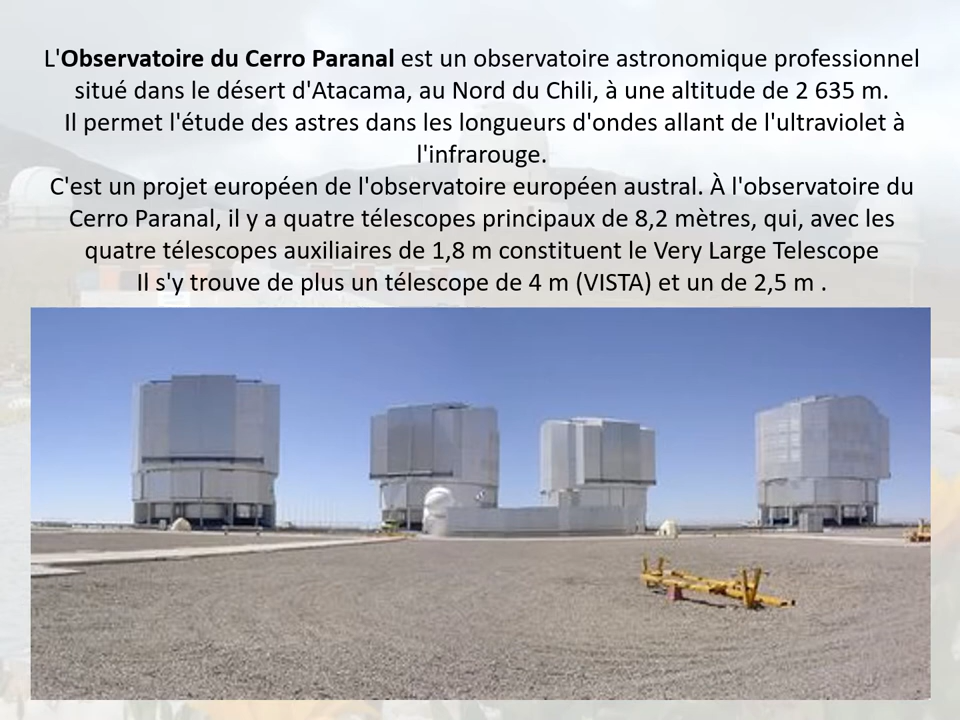 L'Observatoire du Cerro Paranal est un observatoire astronomique professionnel
situé dans le désert d'Atacama, au Nord du Chili, à une altitude de 2 635 m.
Il permet l'étude des astres dans les longueurs d'ondes allant de l'ultraviolet à
l'infrarouge.
C'est un projet européen de l'observatoire européen austral. À l'observatoire du
Cerro Paranal, il y a quatre télescopes principaux de 8,2 mètres, qui, avec les
quatre télescopes auxiliaires de 1,8 m constituent le Very Large Telescope
Il s'y trouve de plus un télescope de 4 m (VISTA) et un de 2,5 m .